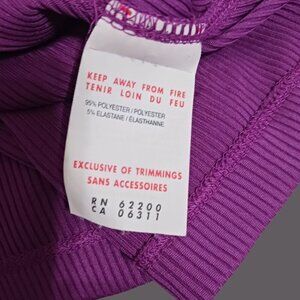 KEEP AWAY FROM FIRE
TENIR LOIN DU FEU
95% POLYESTER / POLYESTER
5% ELASTANE / ÉLASTHANNE
EXCLUSIVE OF TRIMMINGS
SANS ACCESSOIRES
RN 62200
CA 06311